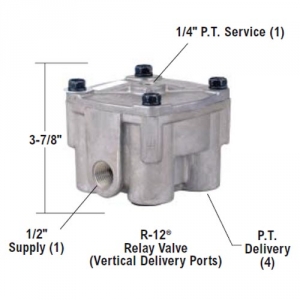 1/4" P.T. Service (1)
3-7/8"
1/2"
Supply (1)
R-12®
Relay Valve
(Vertical Delivery Ports)
P.T.
Delivery
(4)